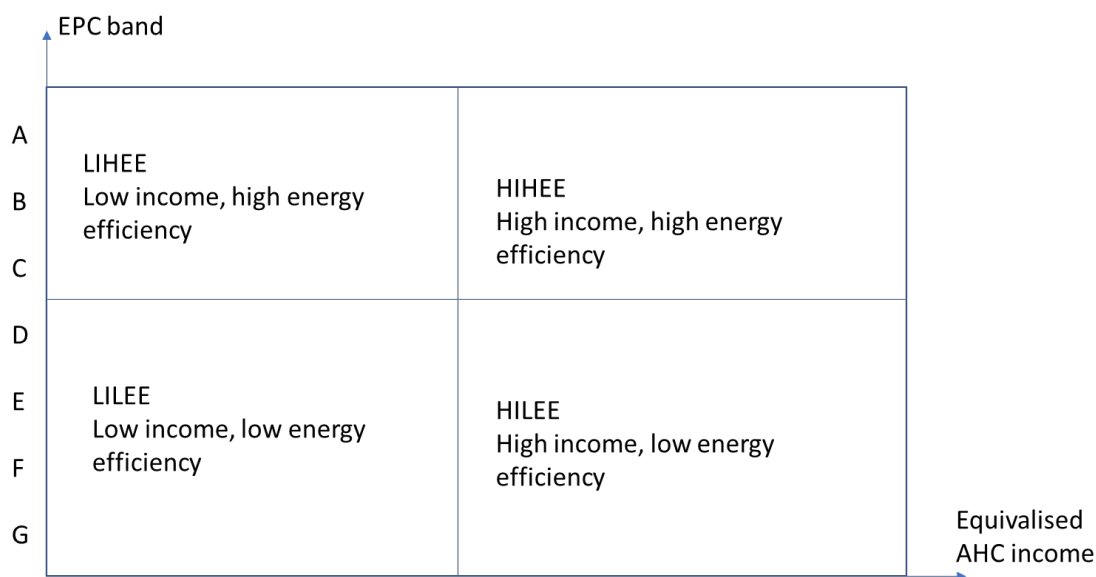 EPC band
A
B
C
D
E
F
G
LIHEE
Low income, high energy
efficiency
HIHEE
High income, high energy
efficiency
LILEE
Low income, low energy
efficiency
HILEE
High income, low energy
efficiency
Equivalised
AHC income